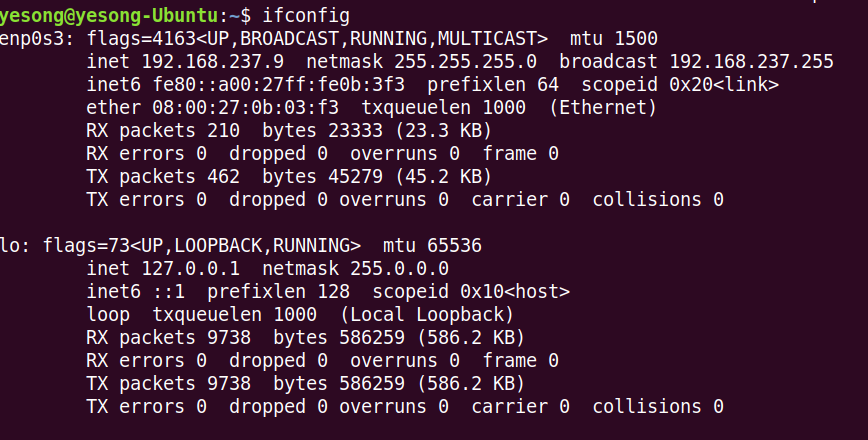 yesong@yesong-Ubuntu:~$ ifconfig
enp0s3: flags=4163<UP,BROADCAST,RUNNING,MULTICAST>  mtu 1500
        inet 192.168.237.9  netmask 255.255.255.0  broadcast 192.168.237.255
        inet6 fe80::a00:27ff:fe0b:3f3  prefixlen 64  scopeid 0x20<link>
        ether 08:00:27:0b:03:f3  txqueuelen 1000  (Ethernet)
        RX packets 210  bytes 23333 (23.3 KB)
        RX errors 0  dropped 0  overruns 0  frame 0
        TX packets 462  bytes 45279 (45.2 KB)
        TX errors 0  dropped 0 overruns 0  carrier 0  collisions 0

lo: flags=73<UP,LOOPBACK,RUNNING>  mtu 65536
        inet 127.0.0.1  netmask 255.0.0.0
        inet6 ::1  prefixlen 128  scopeid 0x10<host>
        loop  txqueuelen 1000  (Local Loopback)
        RX packets 9738  bytes 586259 (586.2 KB)
        RX errors 0  dropped 0  overruns 0  frame 0
        TX packets 9738  bytes 586259 (586.2 KB)
        TX errors 0  dropped 0 overruns 0  carrier 0  collisions 0